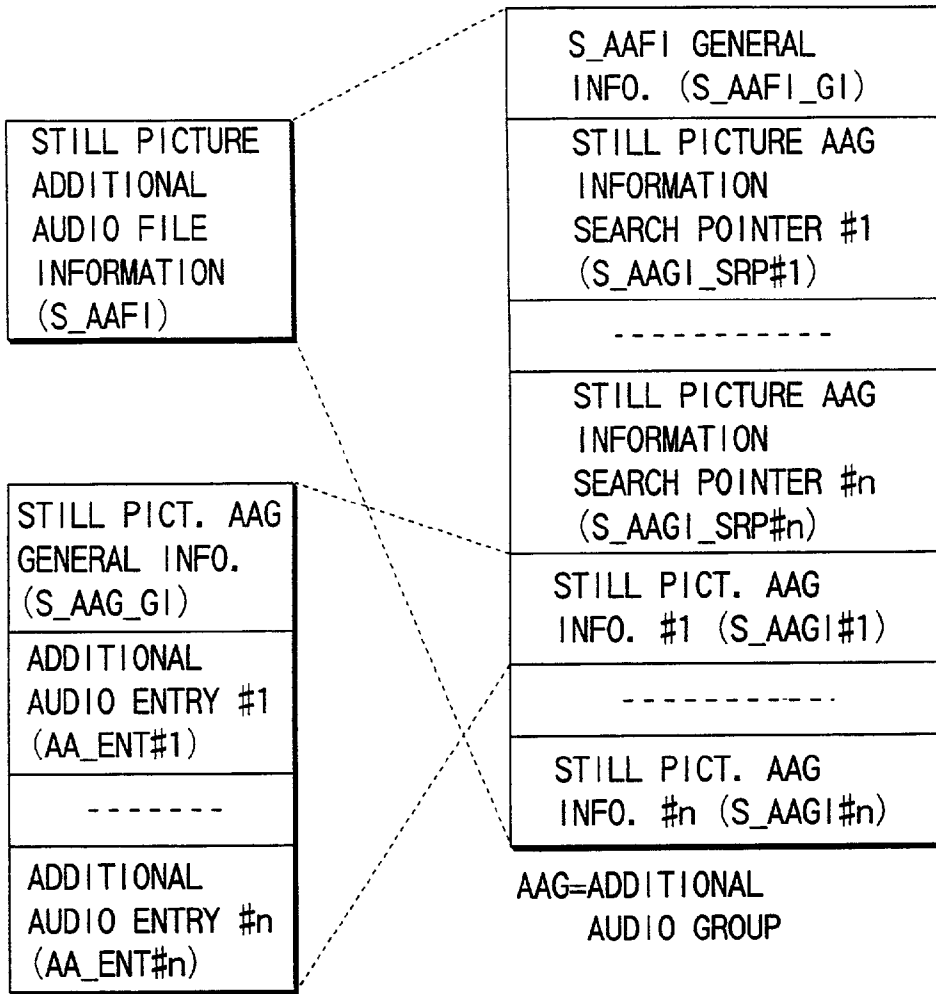 STILL PICTURE
ADDITIONAL
AUDIO FILE
INFORMATION
(S_AAFI)
STILL PICT. AAG
GENERAL INFO.
(S_AAG_GI)
ADDITIONAL
AUDIO ENTRY #1
(AA_ENT#1)
-------
ADDITIONAL
AUDIO ENTRY #n
(AA_ENT#n)
S_AAFI GENERAL
INFO. (S_AAFI_GI)
STILL PICTURE AAG
INFORMATION
SEARCH POINTER #1
(S_AAGI_SRP#1)
-----------
STILL PICTURE AAG
INFORMATION
SEARCH POINTER #n
(S_AAGI_SRP#n)
STILL PICT. AAG
INFO. #1 (S_AAGI#1)
-----------
STILL PICT. AAG
INFO. #n (S_AAGI#n)
AAG=ADDITIONAL
AUDIO GROUP